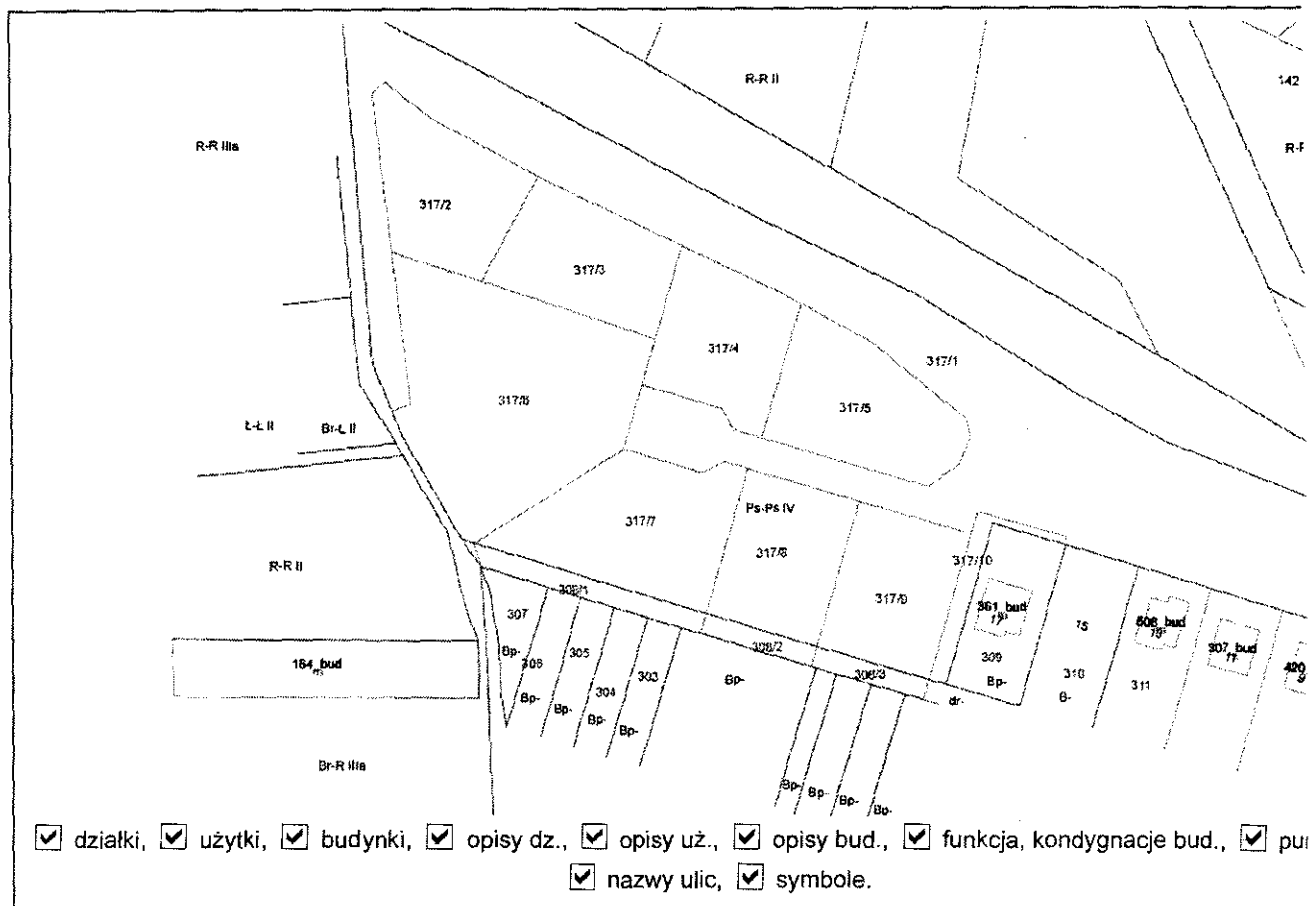 R-R II
142
R-R IIIa
317/2
317/3
317/4
317/1
317/6
317/5
Ł-Ł II
Br-Ł II
317/7
Ps-Ps IV
317/8
R-R II
317/10
317/9
307
361_bud
15
305
309
310
311
307_bud
164_bud
Bp-
306
304
303
308/2
Bp-
Bp-
B-
dr-
Bp-
Bp-
Bp-
Bp-
Br-R IIIa
Bp-
Bp-
Bp-
Bp-
działki, użytki, budynki, opisy dz., opisy uż., opisy bud., funkcja, kondygnacje bud.,
nazwy ulic, symbole.